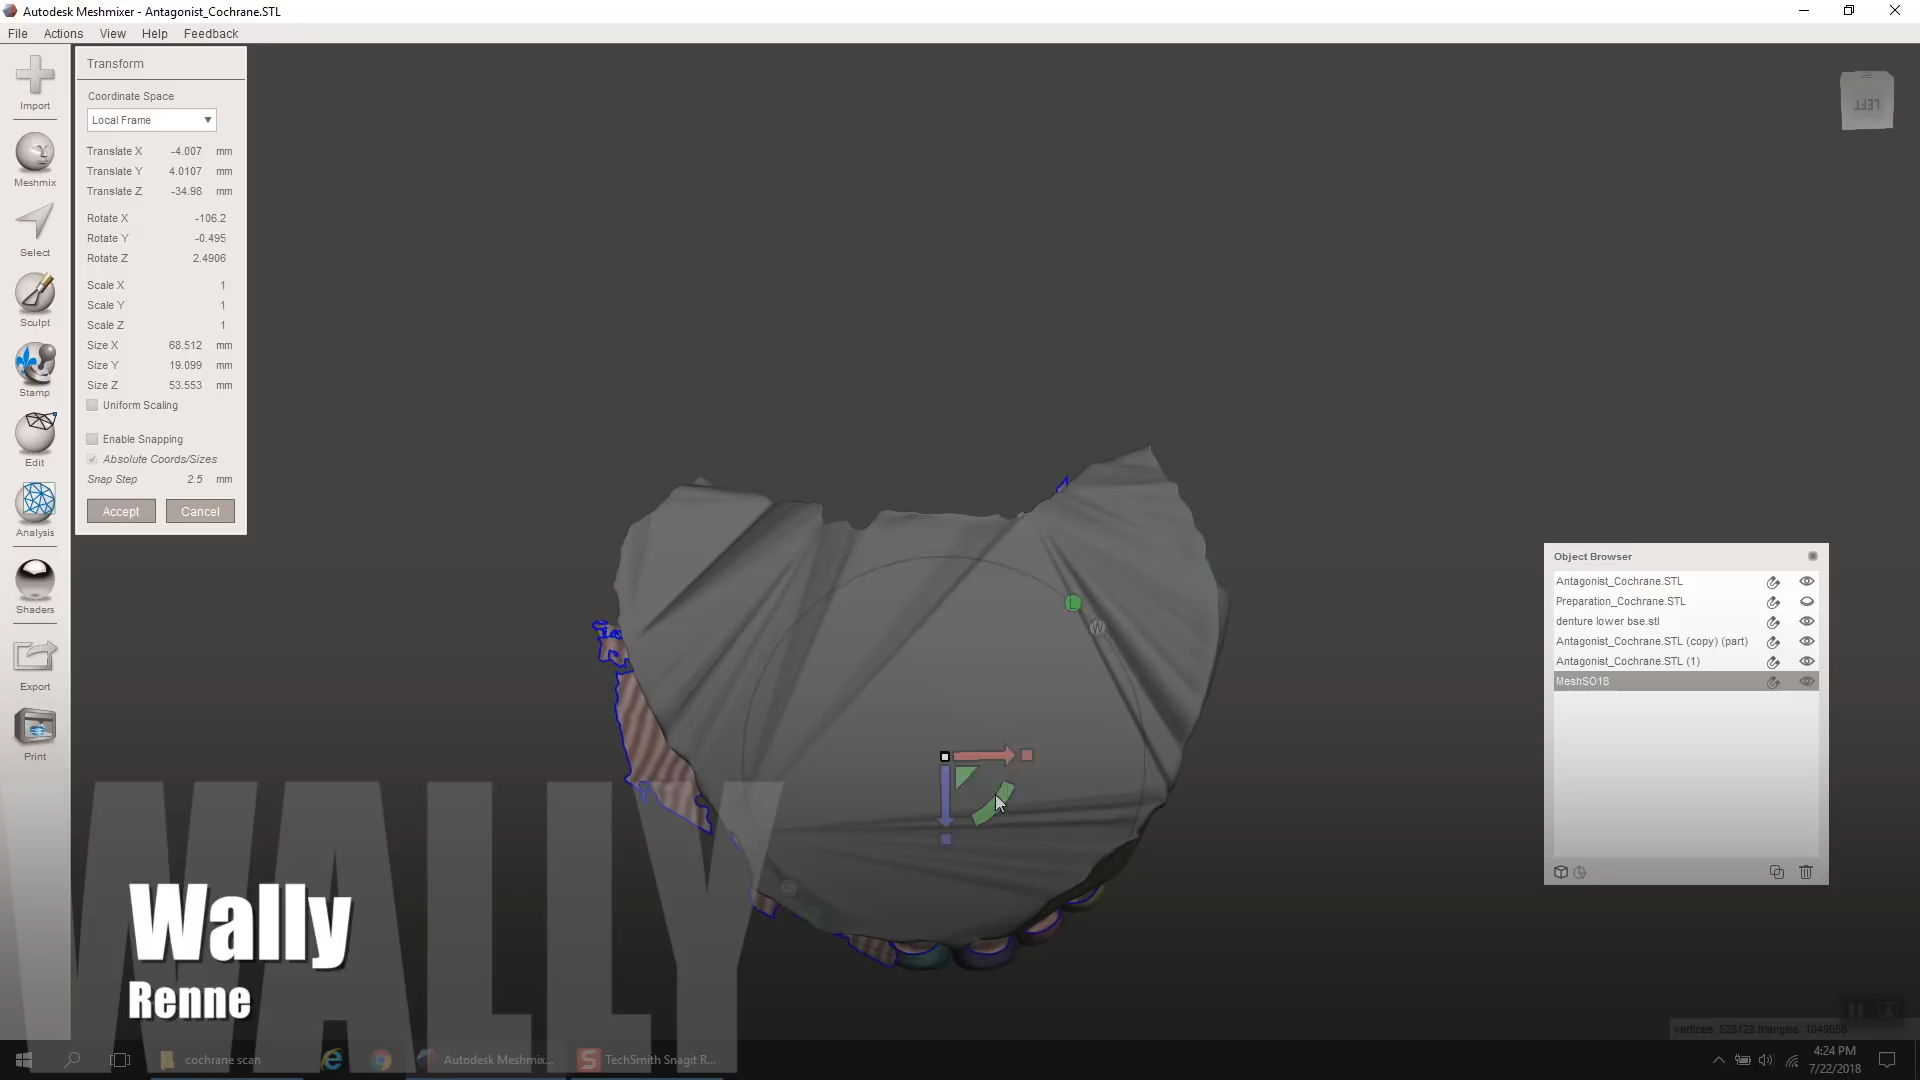 Autodesk Meshmixer - Antagonist_Cochrane.STL
File Actions View Help Feedback
Import
Meshmix
Select
Sculpt
Stamp
Edit
Analysis
Shaders
Export
Print
Transform
Coordinate Space
Local Frame
Translate X -4.007 mm
Translate Y 4.0107 mm
Translate Z -34.98 mm
Rotate X -106.2
Rotate Y -0.495
Rotate Z 2.4906
Scale X 1
Scale Y 1
Scale Z 1
Size X 68.512 mm
Size Y 19.099 mm
Size Z 53.553 mm
Uniform Scaling
Enable Snapping
Absolute Coords/Sizes
Snap Step 2.5 mm
Accept Cancel
LEFT
L
W
Object Browser
Antagonist_Cochrane.STL
Preparation_Cochrane.STL
denture lower bse.stl
Antagonist_Cochrane.STL (copy) (part)
Antagonist_Cochrane.STL (1)
MeshSO18
WALLY
Wally
Renne
vertices: 528128 triangles: 1049088
cochrane scan
Autodesk Meshmix...
TechSmith Snagit R...
4:24 PM
7/22/2018